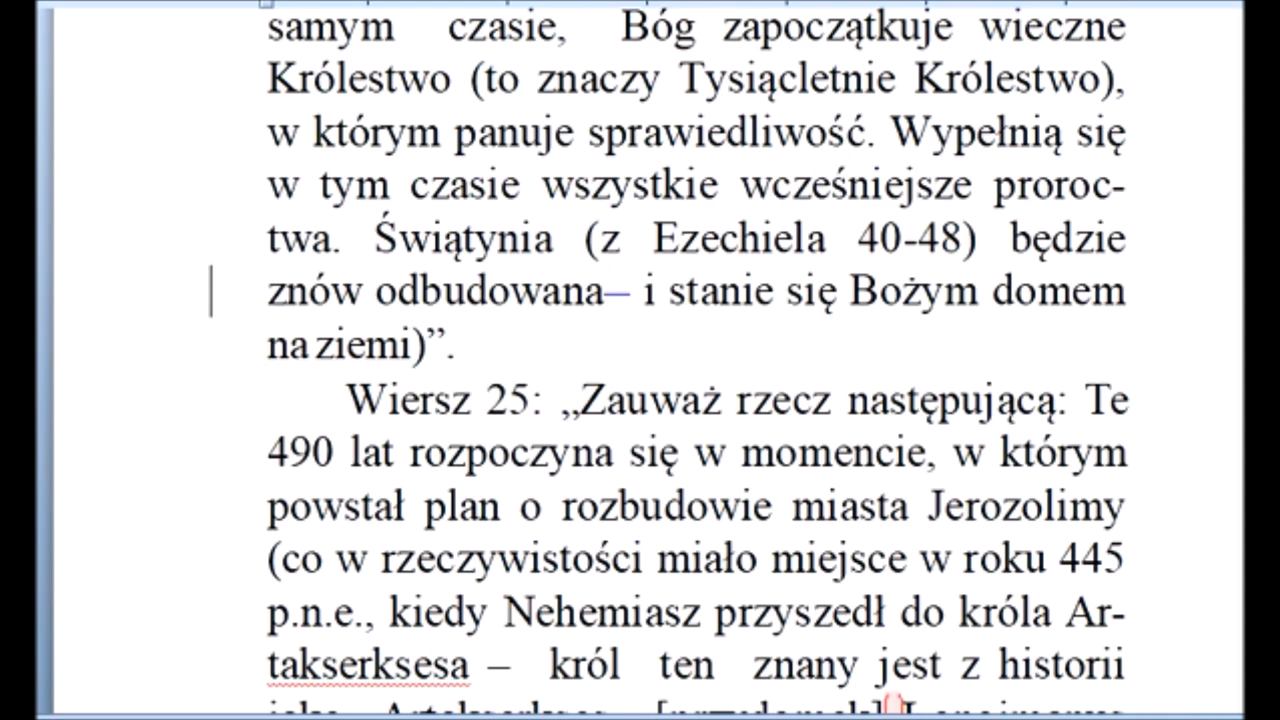 samym czasie, Bóg zapoczątkuje wieczne
Królestwo (to znaczy Tysiącletnie Królestwo),
w którym panuje sprawiedliwość. Wypełnią się
w tym czasie wszystkie wcześniejsze proroc-
twa. Świątynia (z Ezechiela 40-48) będzie
znów odbudowana– i stanie się Bożym domem
na ziemi)”.
Wiersz 25: „Zauważ rzecz następującą: Te
490 lat rozpoczyna się w momencie, w którym
powstał plan o rozbudowie miasta Jerozolimy
(co w rzeczywistości miało miejsce w roku 445
p.n.e., kiedy Nehemiasz przyszedł do króla Ar-
takserksesa – król ten znany jest z historii